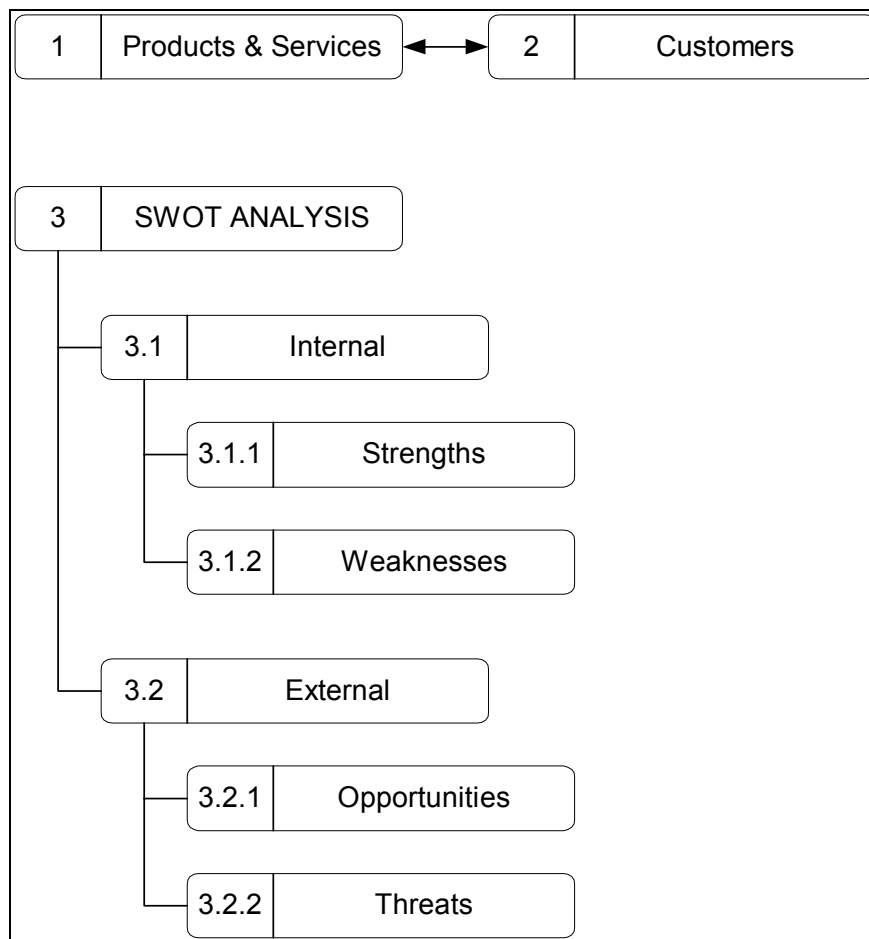 1 Products & Services 2 Customers
3 SWOT ANALYSIS
3.1 Internal
3.1.1 Strengths
3.1.2 Weaknesses
3.2 External
3.2.1 Opportunities
3.2.2 Threats